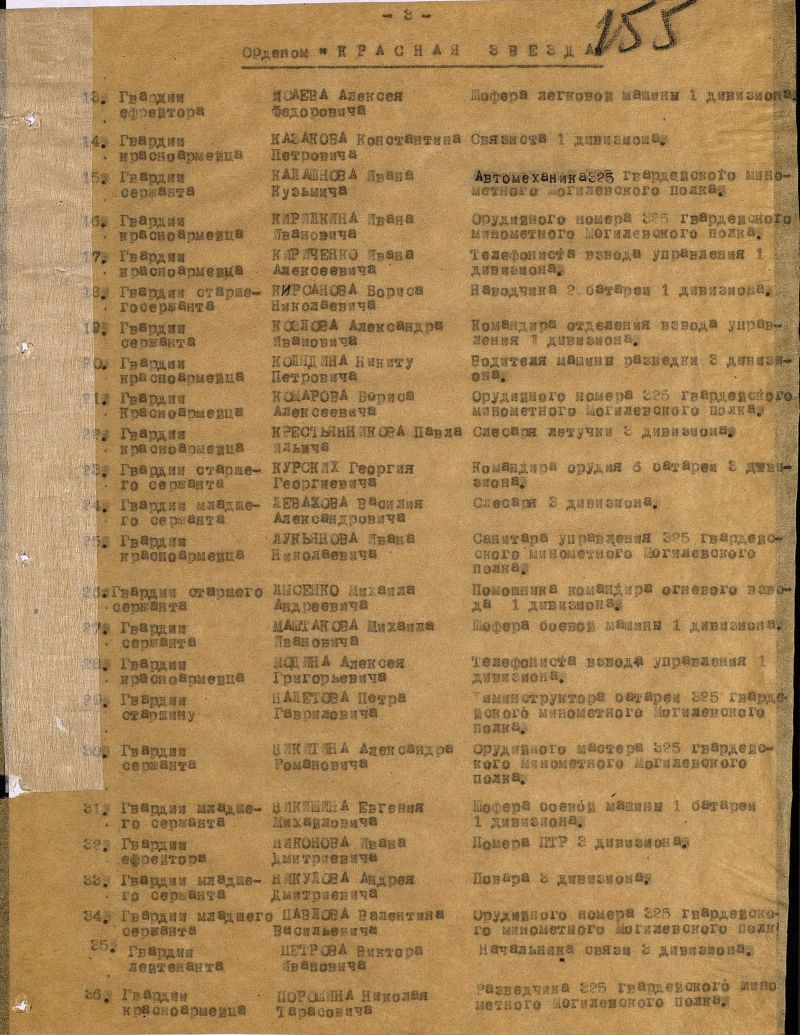 - 3 -
155
Орденом " КРАСНАЯ ЗВЕЗДА"
13. Гвардии ИСАЕВА Алексея Шофера легковой машины 1 дивизиона.
ефрейтора Федоровича
14. Гвардии КАЗАКОВА Константина Связиста 1 дивизиона.
красноармейца Петровича
15. Гвардии КАЛАШНОВА Ивана Автомеханика 325 гвардейского мино-
сержанта Кузьмича метного Могилевского полка.
16. Гвардии КИРИЛКИНА Ивана Орудийного номера 325 гвардейского
красноармейца Ивановича минометного Могилевского полка.
17. Гвардии КИРИЧЕНКО Ивана Телефониста взвода управления 1
красноармейца Алексеевича дивизиона.
18. Гвардии старше- КИРСАНОВА Бориса Наводчика 2 батареи 1 дивизиона.
госержанта Николаевича
19. Гвардии КОЗЛОВА Александра Командира отделения взвода управ-
сержанта Ивановича ления 1 дивизиона.
20. Гвардии Никиту Водителя машины разведки 3 дивизи-
красноармейца Петровича она.
21. Гвардии КОМАРОВА Бориса Орудийного номера 325 гвардейского
Красноармейца Алексеевича минометного Могилевского полка.
22. Гвардии КРЕСТЬЯННИКОВА Павла Слесаря летучки 3 дивизиона.
красноармейца Ильича
23. Гвардии старше- КУРСКИХ Георгия Командира орудия 6 батареи 3 диви-
го сержанта Георгиевича зиона.
24. Гвардии младше- ЛЕВАХОВА Василия Слесаря 3 дивизиона.
го сержанта Александровича
25. Гвардии ЛУКЬЯНОВА Ивана Санитара управления 325 гвардей-
красноармейца Николаевича ского минометного Могилевского
полка.
26.Гвардии старшего ЛЫСЕНКО Михаила Помошника командира огневого взво-
сержанта Андреевича да 1 дивизиона.
27. Гвардии МАШТАКОВА Михаила Шофера боевой машины 1 дивизиона.
сержанта Ивановича
28. Гвардии Алексея Телефониста взвода управления 1
красноармейца Григорьевича дивизиона.
29. Гвардии НАЛЕТОВА Петра Химинструктора батареи 325 гварде-
старшину Гавриловича йского минометного Могилевского
полка.
30. Гвардии НИКИТИНА Александра Орудийного мастера 325 гвардейс-
сержанта Романовича кого минометного Могилевского
полка.
31. Гвардии младше- НИКИШИНА Евгения Шофера боевой машины 1 батареи
го сержанта Михайловича 1 дивизиона.
32. Гвардии НИКОНОВА Ивана Номера ПТР 3 дивизиона.
ефрейтора Дмитриевича
33. Гвардии младше- НИКУЛОВА Андрея Повара 3 дивизиона.
го сержанта Дмитриевича
34. Гвардии младшего ПАВЛОВА Валентина Орудийного номера 325 гвардейско-
сержанта Васильевича го минометного Могилевского полк
35. Гвардии ПЕТРОВА Виктора Начальника связи 3 дивизиона.
лейтенанта Ивановича
36. Гвардии ПОРОШИНА Николая Разведчика 325 гвардейского мино
красноармейца Тарасовича метного Могилевского полка.